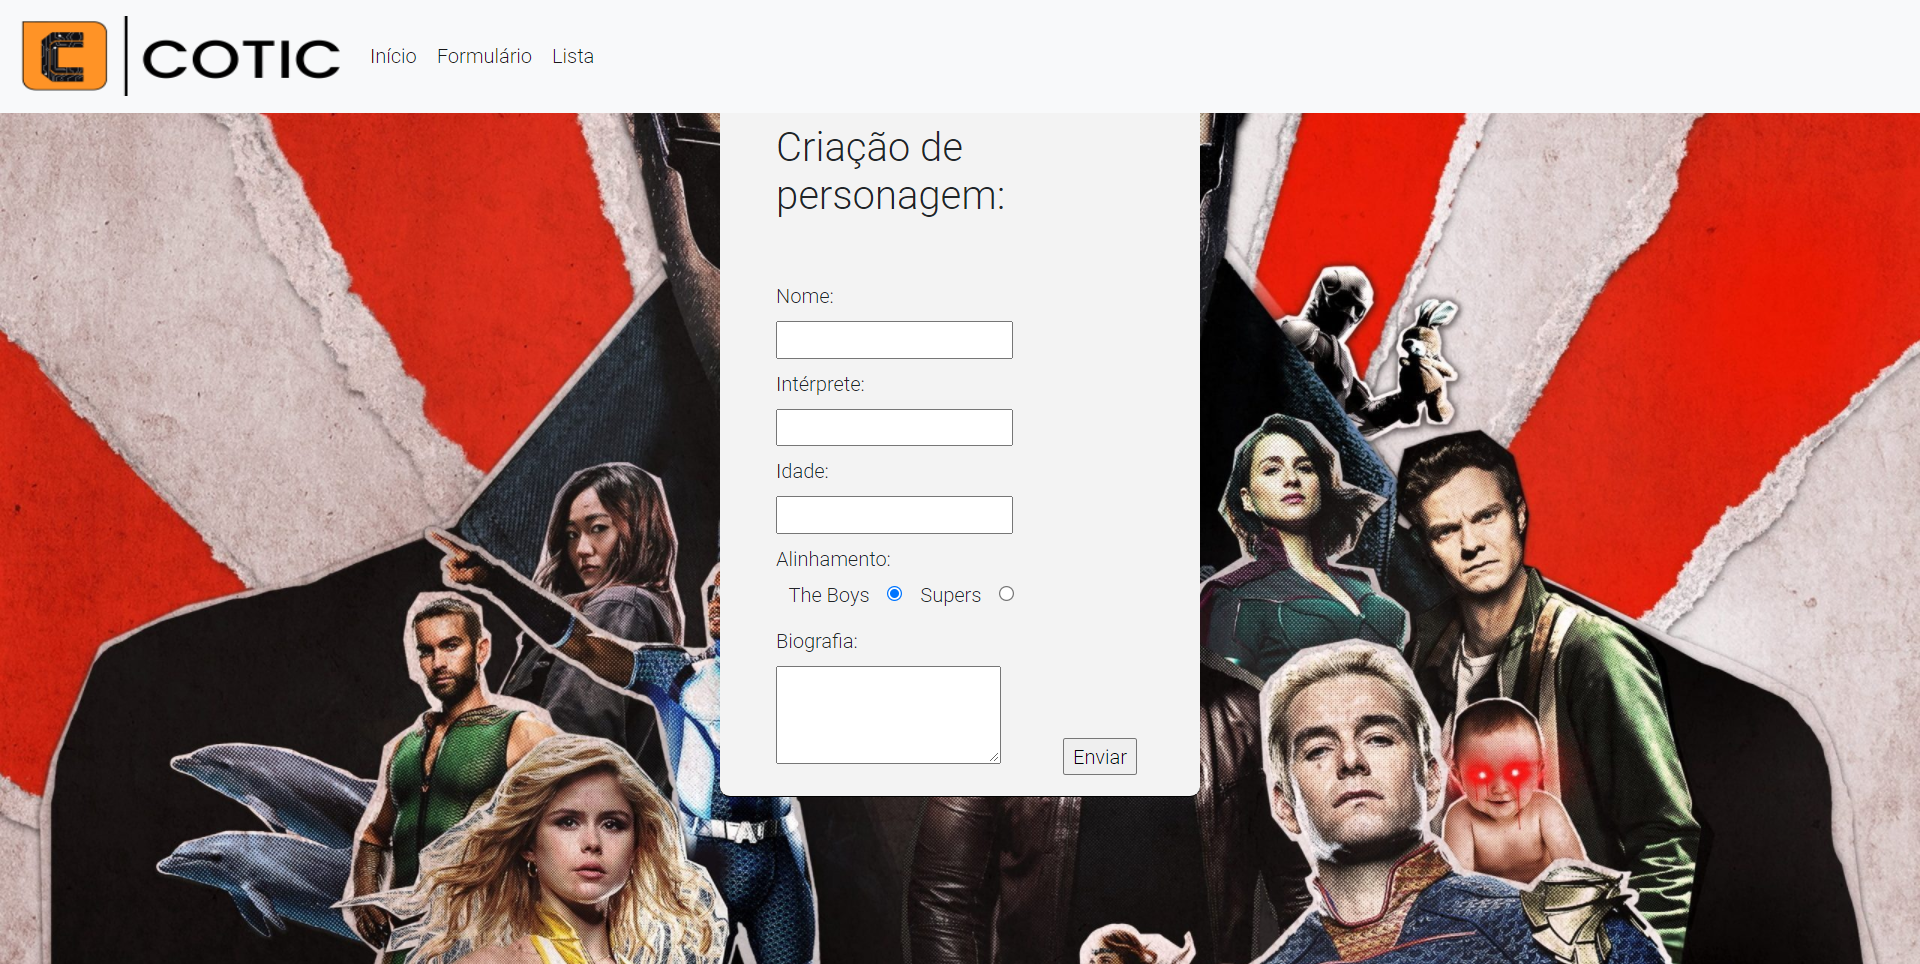 C COTIC Início Formulário Lista
Criação de
personagem:
Nome:
Intérprete:
Idade:
Alinhamento:
The Boys Supers
Biografia:
Enviar